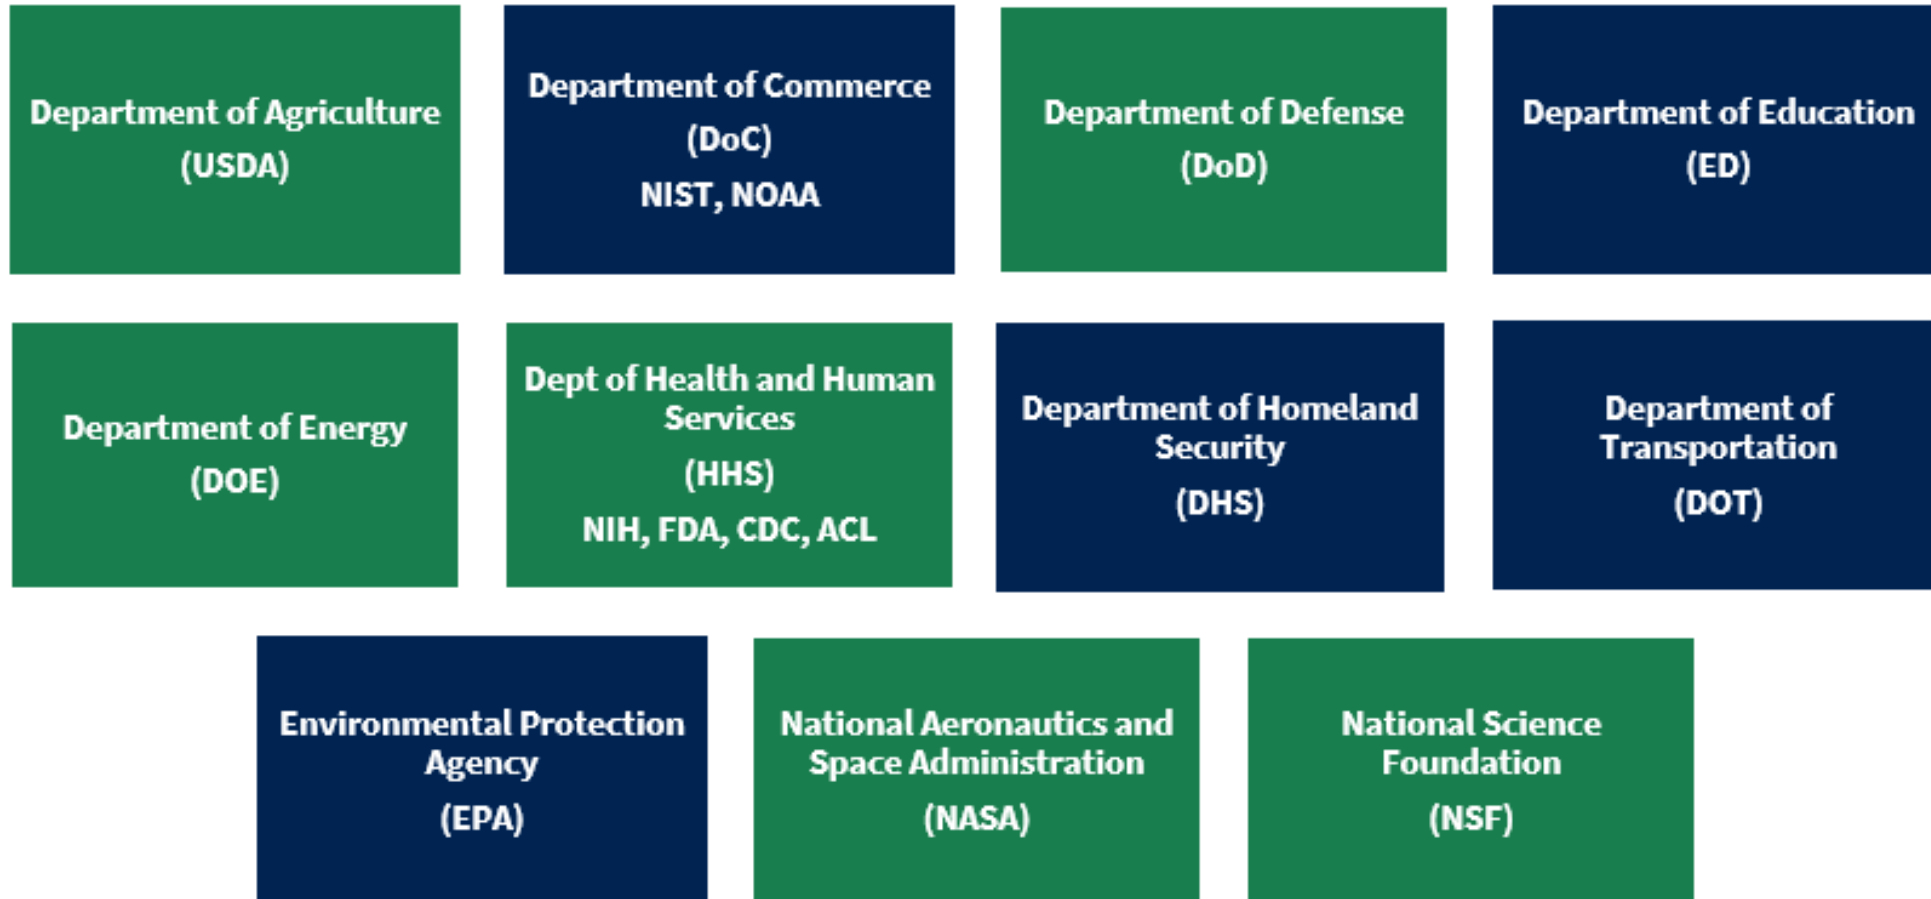 Department of Agriculture
(USDA)
Department of Commerce
(DoC)
NIST, NOAA
Department of Defense
(DoD)
Department of Education
(ED)
Department of Energy
(DOE)
Dept of Health and Human
Services
(HHS)
NIH, FDA, CDC, ACL
Department of Homeland
Security
(DHS)
Department of
Transportation
(DOT)
Environmental Protection
Agency
(EPA)
National Aeronautics and
Space Administration
(NASA)
National Science
Foundation
(NSF)